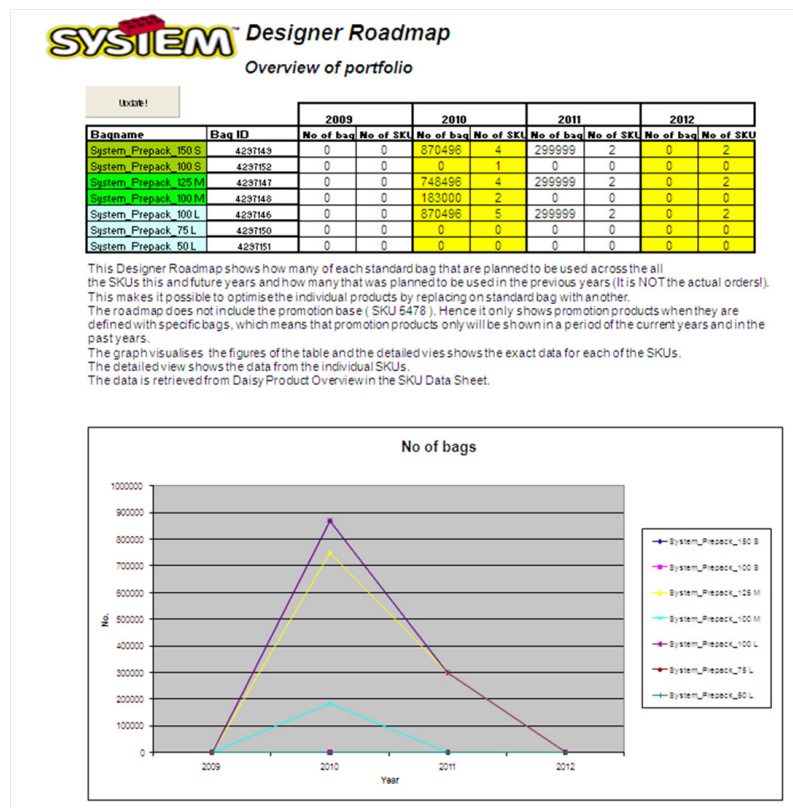 SYSTEM™ Designer Roadmap
Overview of portfolio
Update!
2009 2010 2011 2012
Bagname Bag ID No of bag No of SKU No of bag No of SKU No of bag No of SKU No of bag No of SKU
System_Prepack_150 S 4297149 0 0 870496 4 299999 2 0 2
System_Prepack_100 S 4297152 0 0 0 1 0 0 0 0
System_Prepack_125 M 4297147 0 0 748496 4 299999 2 0 2
System_Prepack_100 M 4297148 0 0 183000 2 0 0 0 0
System_Prepack_100 L 4297146 0 0 870496 5 299999 2 0 2
System_Prepack_75 L 4297150 0 0 0 0 0 0 0 0
System_Prepack_50 L 4297151 0 0 0 0 0 0 0 0
This Designer Roadmap shows how many of each standard bag that are planned to be used across the all
the SKUs this and future years and how many that was planned to be used in the previous years (It is NOT the actual orders!).
This makes it possible to optimise the individual products by replacing on standard bag with another.
The roadmap does not include the promotion base ( SKU 5478 ). Hence it only shows promotion products when they are
defined with specific bags, which means that promotion products only will be shown in a period of the current years and in the
past years.
The graph visualises the figures of the table and the detailed vies shows the exact data for each of the SKUs.
The detailed view shows the data from the individual SKUs.
The data is retrieved from Daisy Product Overview in the SKU Data Sheet.
No of bags
1000000
900000
800000
700000
600000
500000
400000
300000
200000
100000
0
No.
2009 2010 2011 2012
Year
System_Prepack_150 S
System_Prepack_100 S
System_Prepack_125 M
System_Prepack_100 M
System_Prepack_100 L
System_Prepack_75 L
System_Prepack_50 L